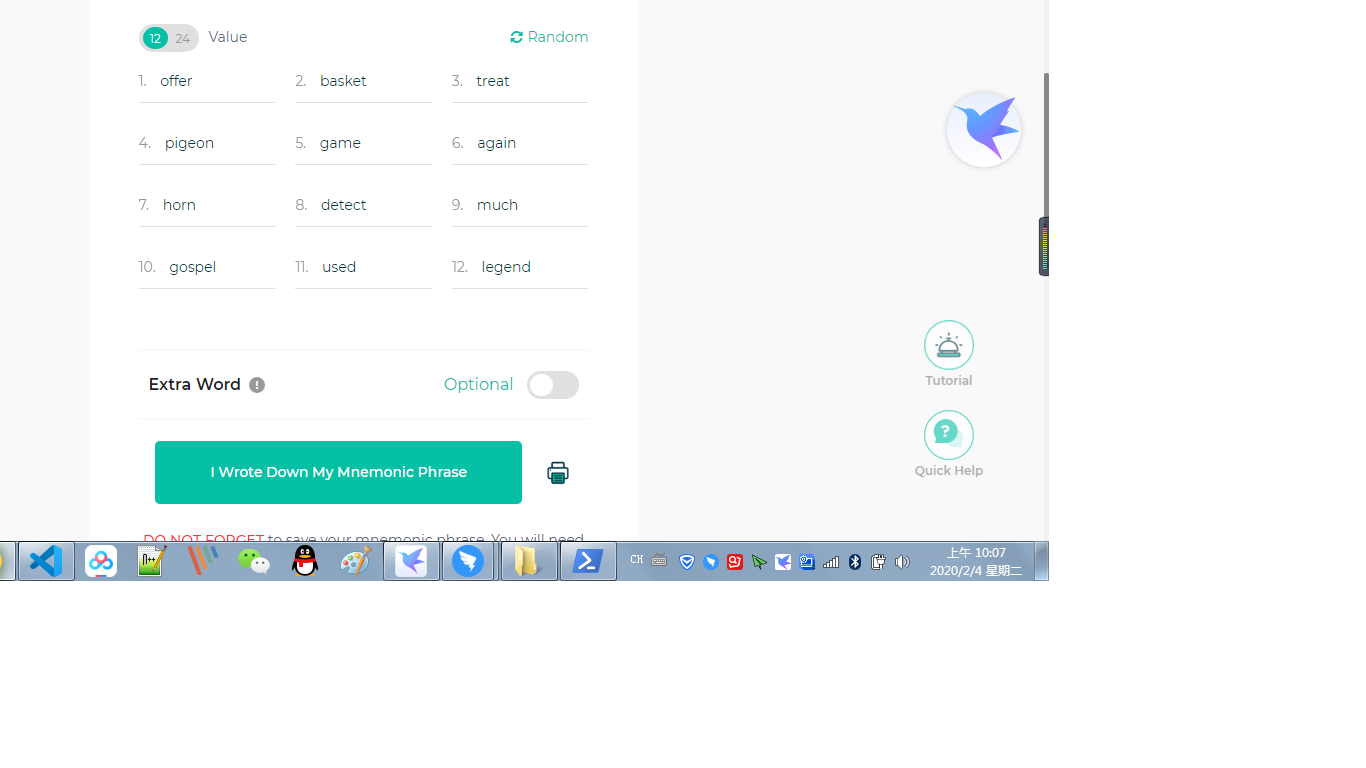 12 24 Value Random
1. offer 2. basket 3. treat
4. pigeon 5. game 6. again
7. horn 8. detect 9. much
10. gospel 11. used 12. legend
Extra Word ! Optional
I Wrote Down My Mnemonic Phrase
DO NOT FORGET to save your mnemonic phrase. You will need
Tutorial
?
Quick Help
CH
上午 10:07
2020/2/4 星期二